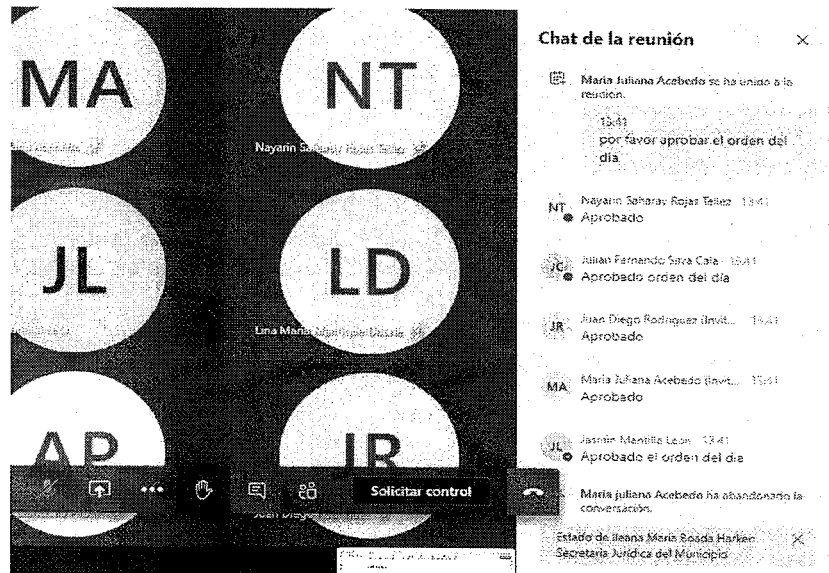 MA
NT
Nayarin Saharay Rojas Tellez
JL
LD
Lina Maria
AP
JR
Solicitar control
Juan Diego
Chat de la reunión
Maria Juliana Acebedo se ha unido a la
reunión.
13:41
por favor aprobar el orden del
día
NT
Nayarin Saharay Rojas Tellez 13:41
Aprobado
JC
Julian Fernando Silva Cala 13:41
Aprobado orden del día
JR
Juan Diego Rodriguez (Invit... 13:41
Aprobado
MA
Maria Juliana Acebedo (Invit... 13:41
Aprobado
JL
Jasmin Mantilla Leon 13:41
Aprobado el orden del dia
Maria Juliana Acebedo ha abandonado la
conversación.
Estado de Ileana Maria Boada Harker
Secretaria Jurídica del Municipio